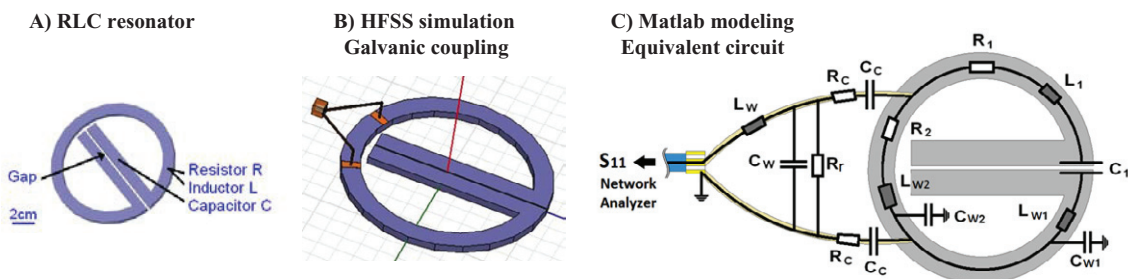 A) RLC resonator
B) HFSS simulation
Galvanic coupling
C) Matlab modeling
Equivalent circuit
Gap
Resistor R
Inductor L
Capacitor C
2cm
S11
Network
Analyzer
LW
CW
Rr
RC
CC
RC
CC
R1
L1
R2
C1
LW2
CW2
LW1
CW1